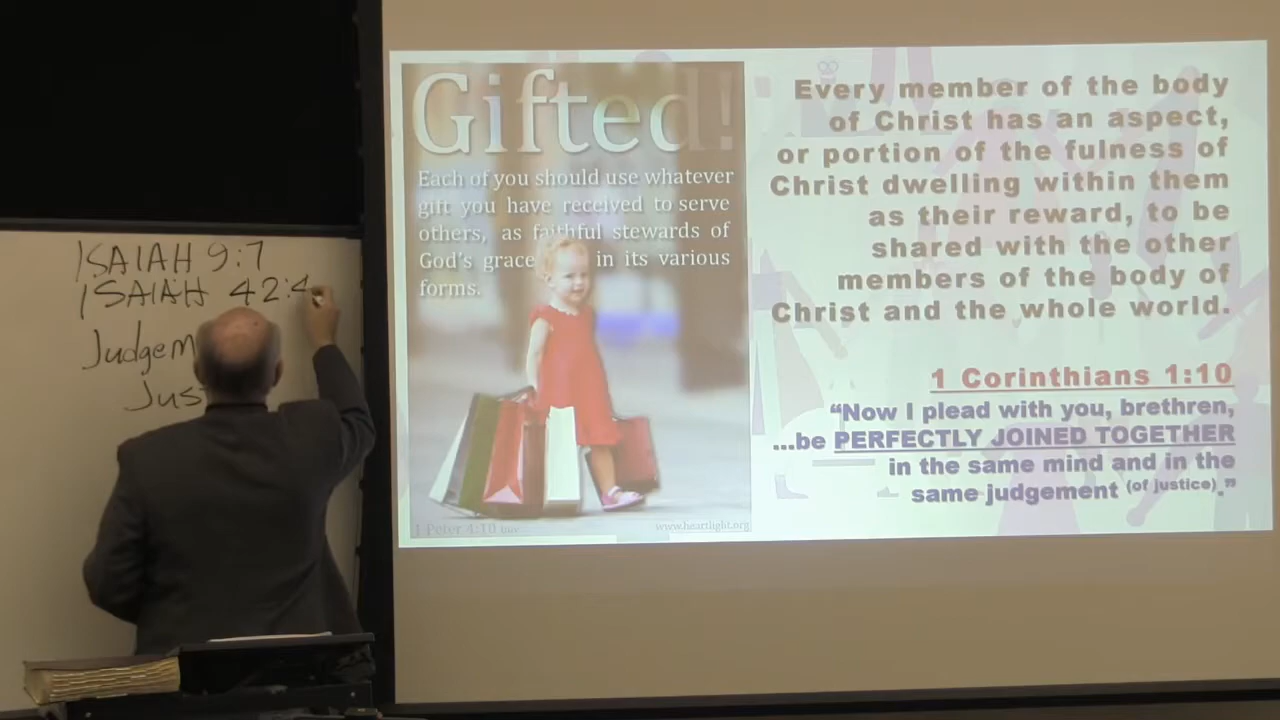 ISAIAH 9:7
ISAIAH 42:4
Judgem
Jus
Gifted!
Each of you should use whatever
gift you have received to serve
others, as faithful stewards of
God's grace in its various
forms.
1 Peter 4:10
www.heartlight.org
Every member of the body
of Christ has an aspect,
or portion of the fulness of
Christ dwelling within them
as their reward, to be
shared with the other
members of the body of
Christ and the whole world.
1 Corinthians 1:10
“Now I plead with you, brethren,
...be PERFECTLY JOINED TOGETHER
in the same mind and in the
same judgement (of justice).”